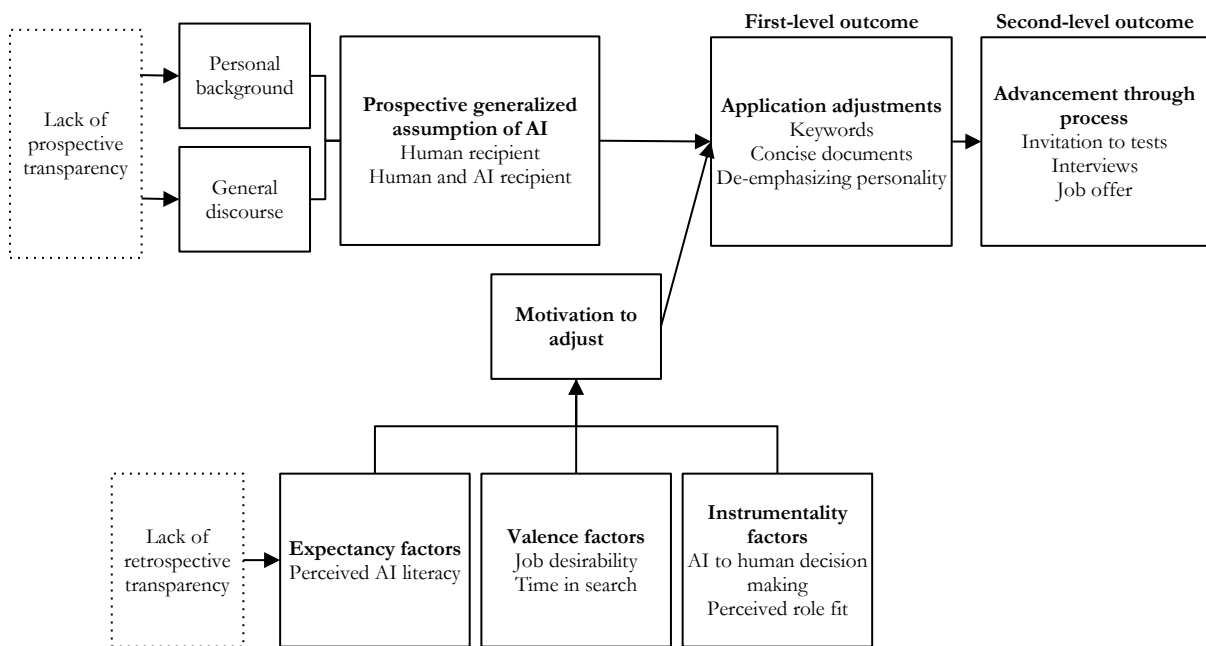 First-level outcome
Second-level outcome
Lack of
prospective
transparency
Personal
background
General
discourse
Prospective generalized
assumption of AI
Human recipient
Human and AI recipient
Application adjustments
Keywords
Concise documents
De-emphasizing personality
Advancement through
process
Invitation to tests
Interviews
Job offer
Motivation to
adjust
Lack of
retrospective
transparency
Expectancy factors
Perceived AI literacy
Valence factors
Job desirability
Time in search
Instrumentality
factors
AI to human decision
making
Perceived role fit